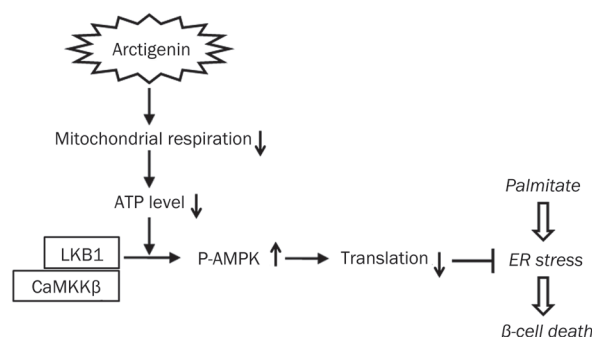 Arctigenin
Mitochondrial respiration
ATP level
Palmitate
LKB1
P-AMPK
Translation
ER stress
CaMKKβ
β-cell death